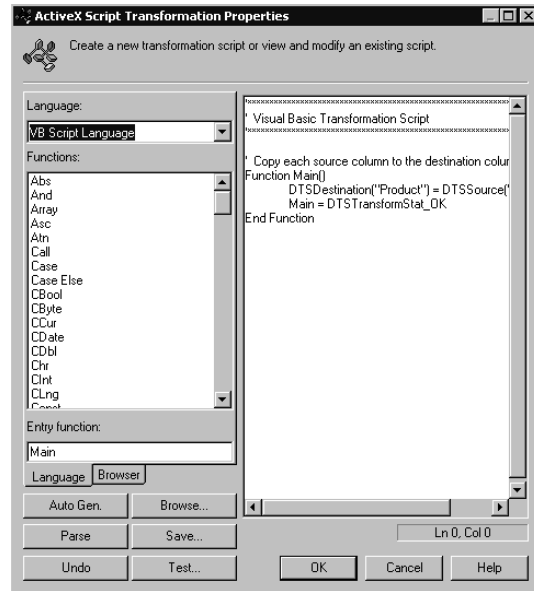 ActiveX Script Transformation Properties
Create a new transformation script or view and modify an existing script.
Language:
VB Script Language
Functions:
Abs
And
Array
Asc
Atn
Call
Case
Case Else
CBool
CByte
CCur
CDate
CDbl
Chr
CInt
CLng
Const
Entry function:
Main
Language Browser
Auto Gen. Browse...
Parse Save...
Undo Test...
' Visual Basic Transformation Script
' Copy each source column to the destination colur
Function Main()
DTSDestination("Product") = DTSSource("
Main = DTSTransformStat_OK
End Function
Ln 0, Col 0
OK Cancel Help